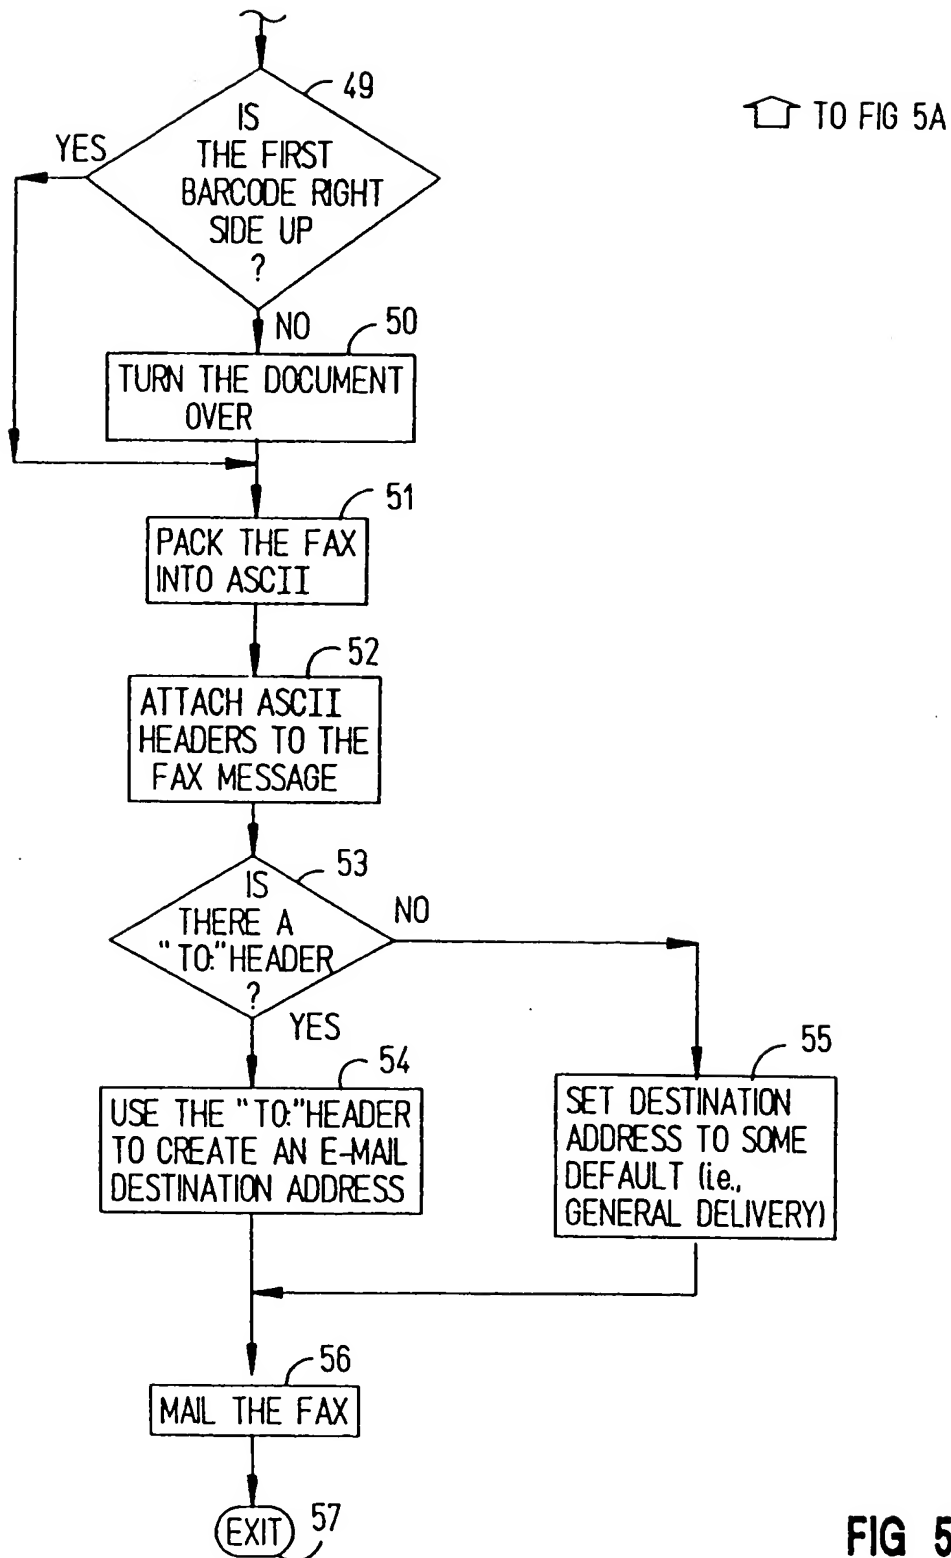 49
TO FIG 5A
IS
THE FIRST
BARCODE RIGHT
SIDE UP
?
YES
NO
50
TURN THE DOCUMENT
OVER
51
PACK THE FAX
INTO ASCII
52
ATTACH ASCII
HEADERS TO THE
FAX MESSAGE
53
IS
THERE A
"TO:"HEADER
?
NO
YES
54
USE THE "TO:"HEADER
TO CREATE AN E-MAIL
DESTINATION ADDRESS
55
SET DESTINATION
ADDRESS TO SOME
DEFAULT (i.e.,
GENERAL DELIVERY)
56
MAIL THE FAX
EXIT
57
FIG 5